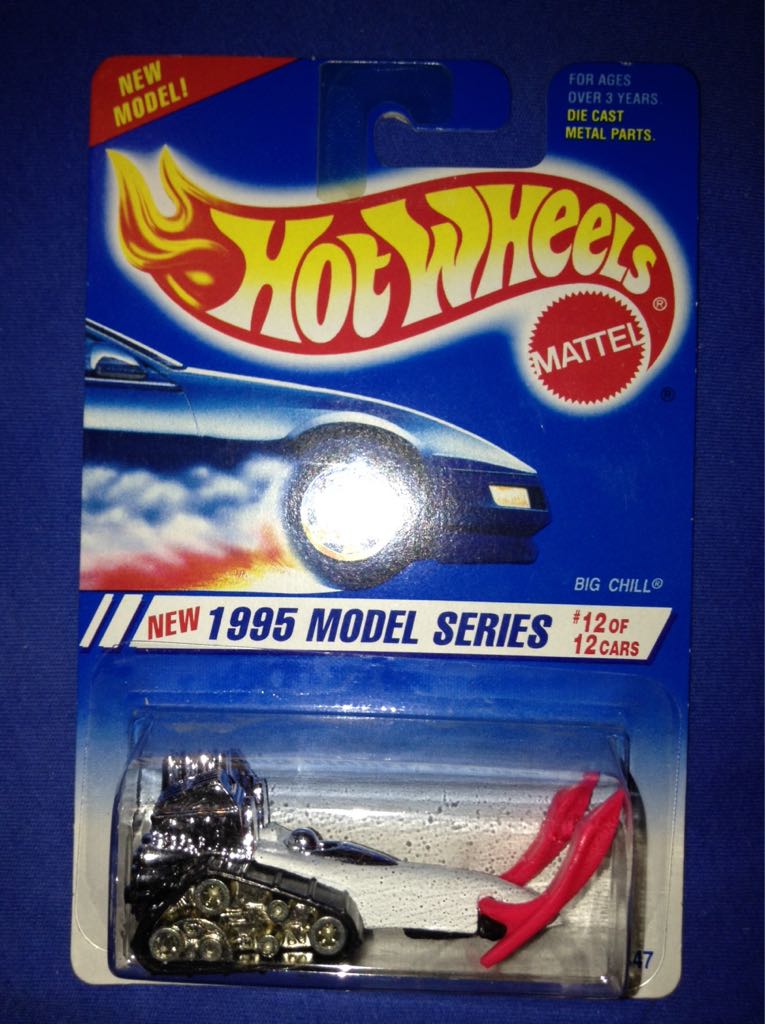 NEW
MODEL!
FOR AGES
OVER 3 YEARS.
DIE CAST
METAL PARTS.
HOT WHEELS®
MATTEL
®
BIG CHILL®
NEW 1995 MODEL SERIES
#12 OF
12 CARS
47